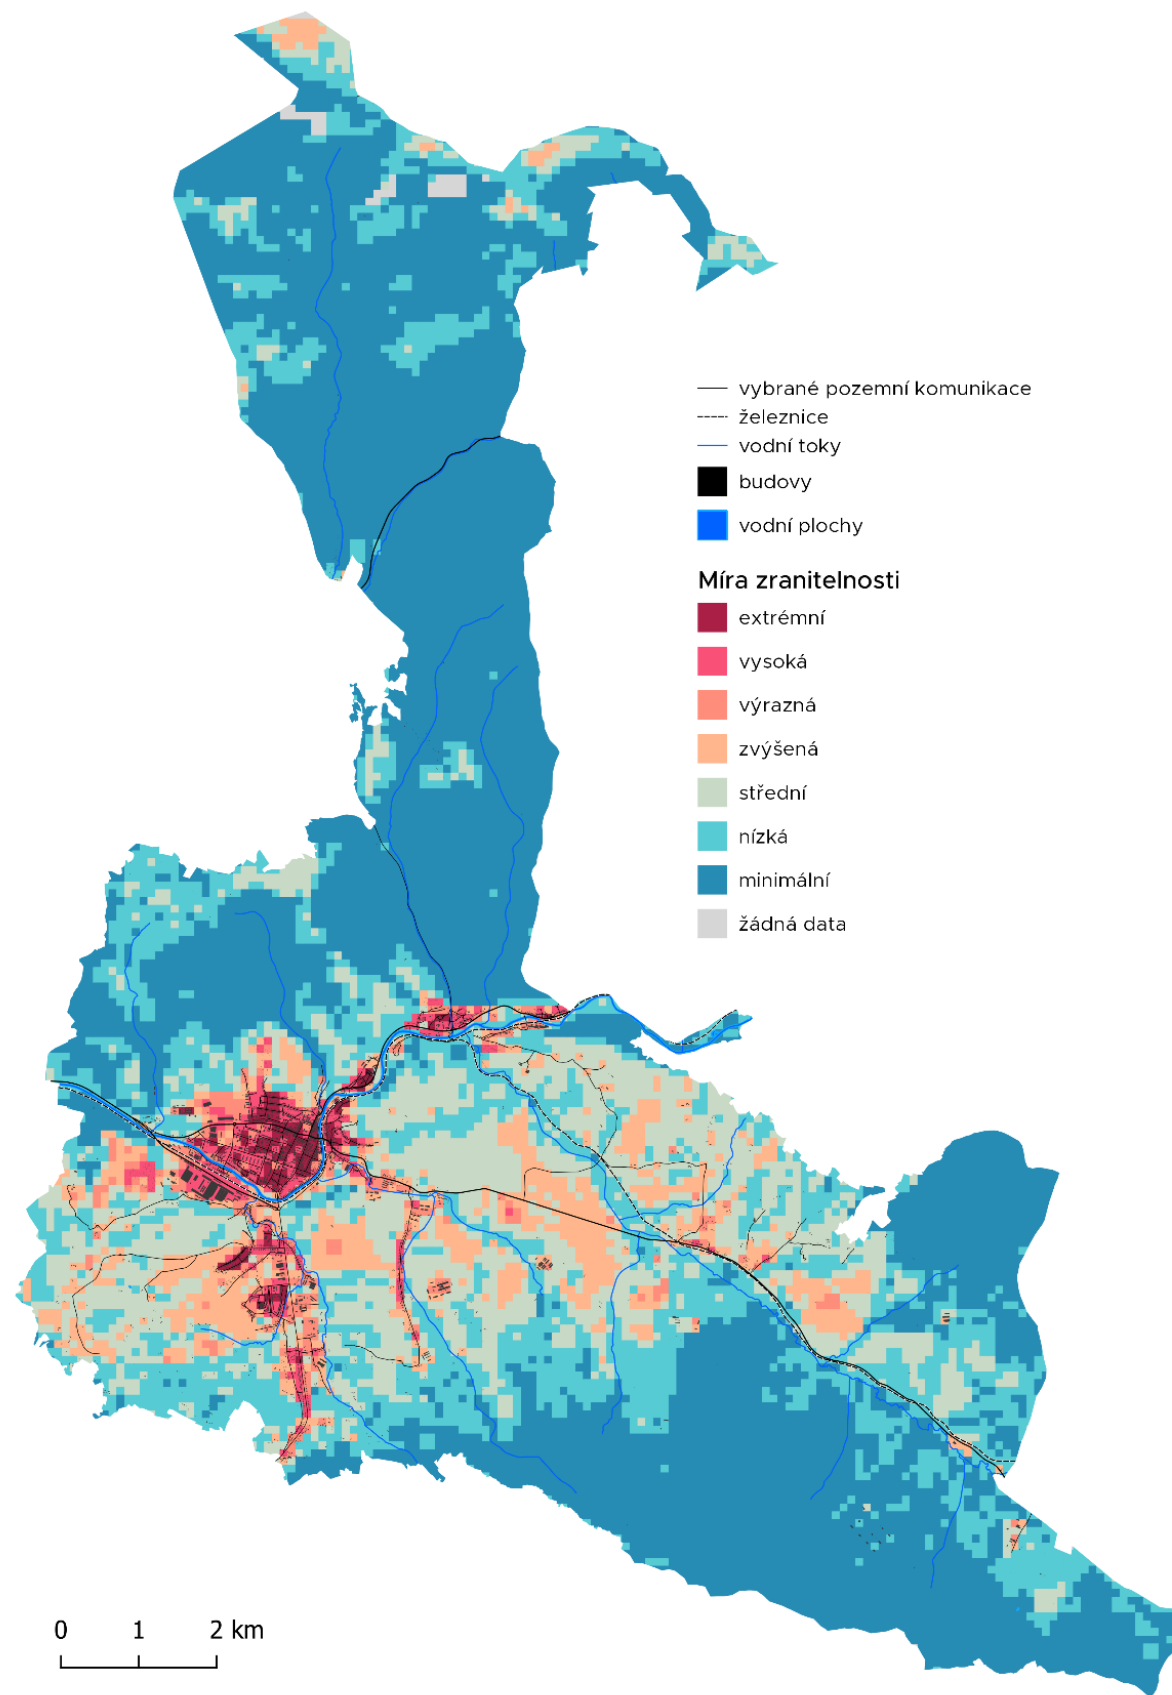 vybrané pozemní komunikace
železnice
vodní toky
budovy
vodní plochy
Míra zranitelnosti
extrémní
vysoká
výrazná
zvýšená
střední
nízká
minimální
žádná data
0 1 2 km